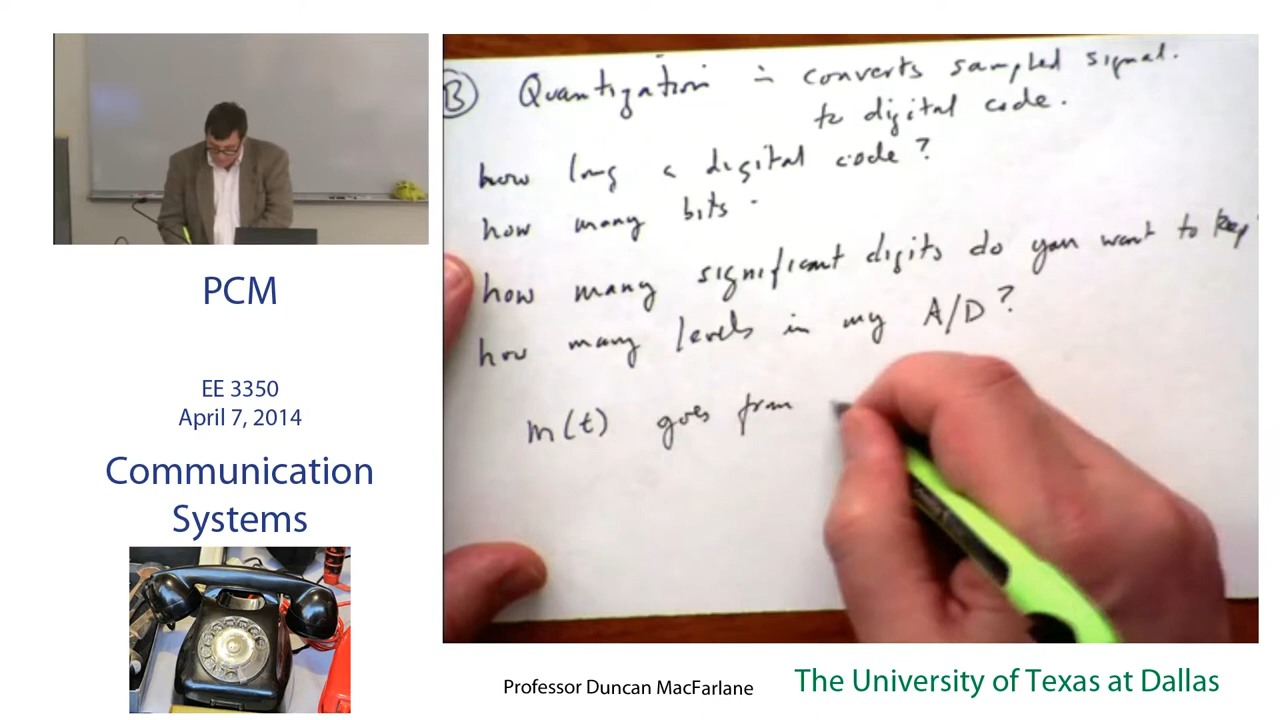 PCM
EE 3350
April 7, 2014
Communication
Systems
B Quantization - converts sampled signal.
to digital code.
how long a digital code?
how many bits.
how many significant digits do you want to keep
how many levels in my A/D?
m(t) goes from
Professor Duncan MacFarlane
The University of Texas at Dallas